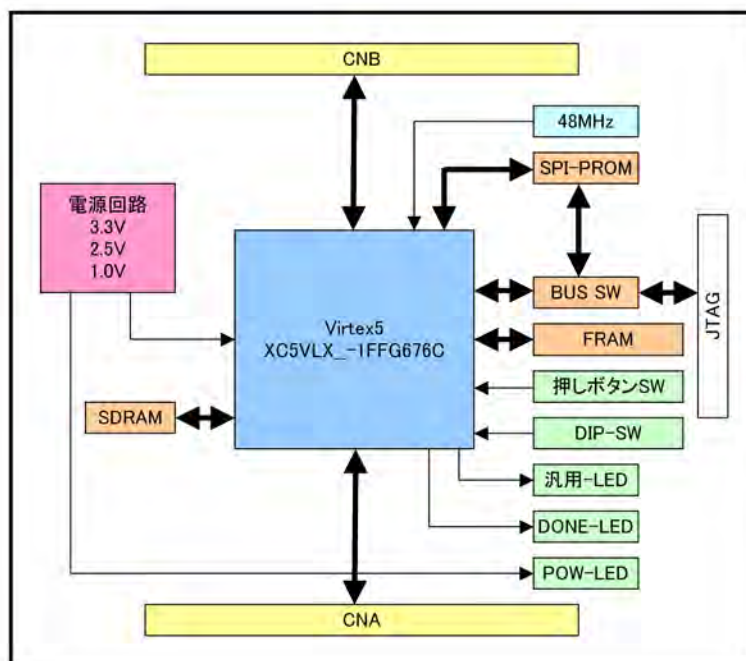 CNB
48MHz
SPI-PROM
電源回路
3.3V
2.5V
1.0V
BUS SW
JTAG
Virtex5
XC5VLX_-1FFG676C
FRAM
押しボタンSW
SDRAM
DIP-SW
汎用-LED
DONE-LED
POW-LED
CNA